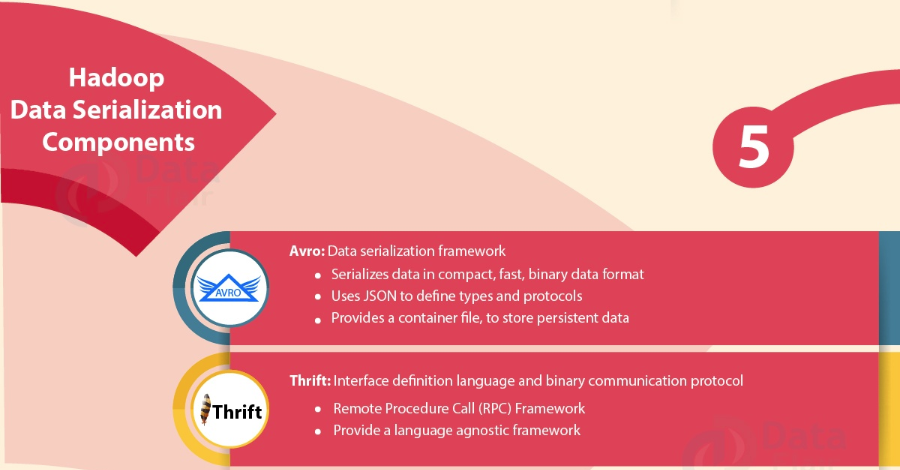 Hadoop
Data Serialization
Components
5
Avro: Data serialization framework
• Serializes data in compact, fast, binary data format
• Uses JSON to define types and protocols
• Provides a container file, to store persistent data
AVRO
Thrift: Interface definition language and binary communication protocol
• Remote Procedure Call (RPC) Framework
• Provide a language agnostic framework
Thrift
Data
Data